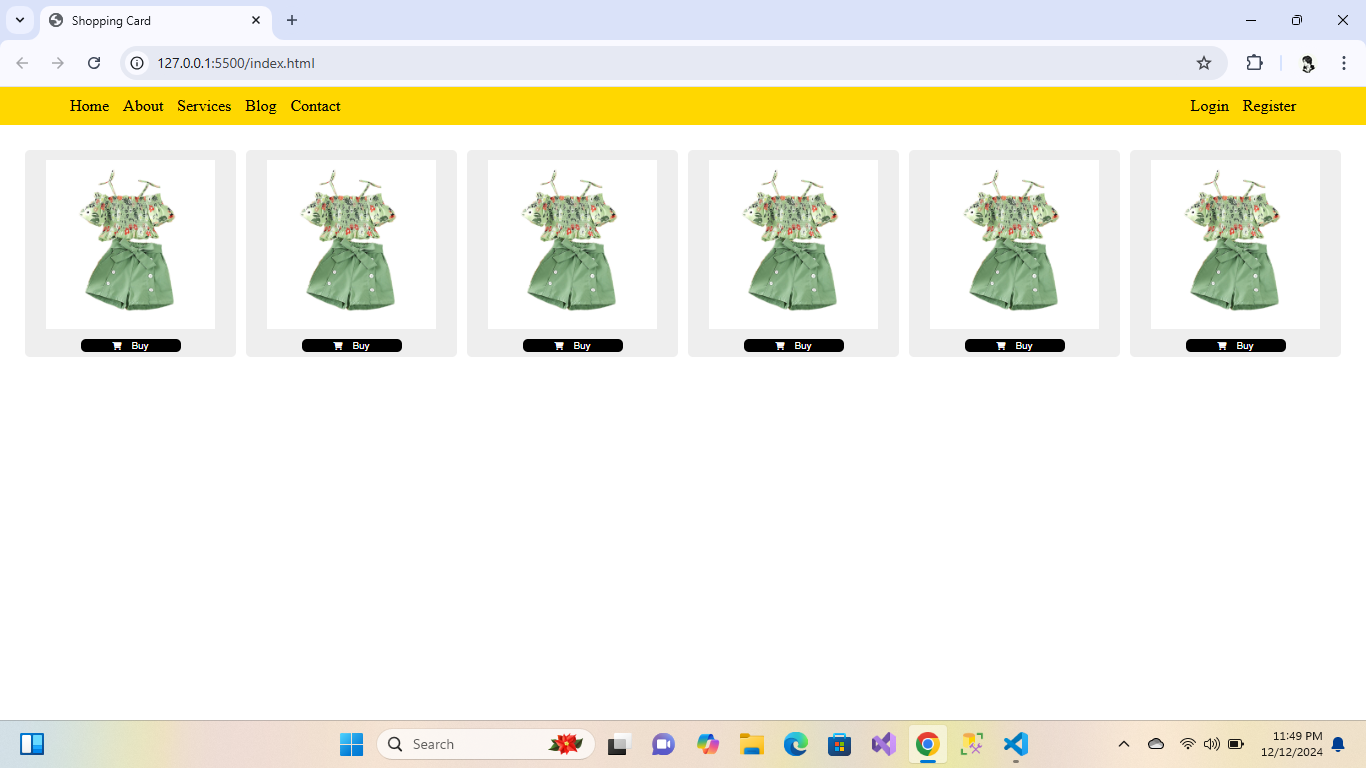 Shopping Card
127.0.0.1:5500/index.html
Home About Services Blog Contact Login Register
Buy Buy Buy Buy Buy Buy
Search
11:49 PM
12/12/2024